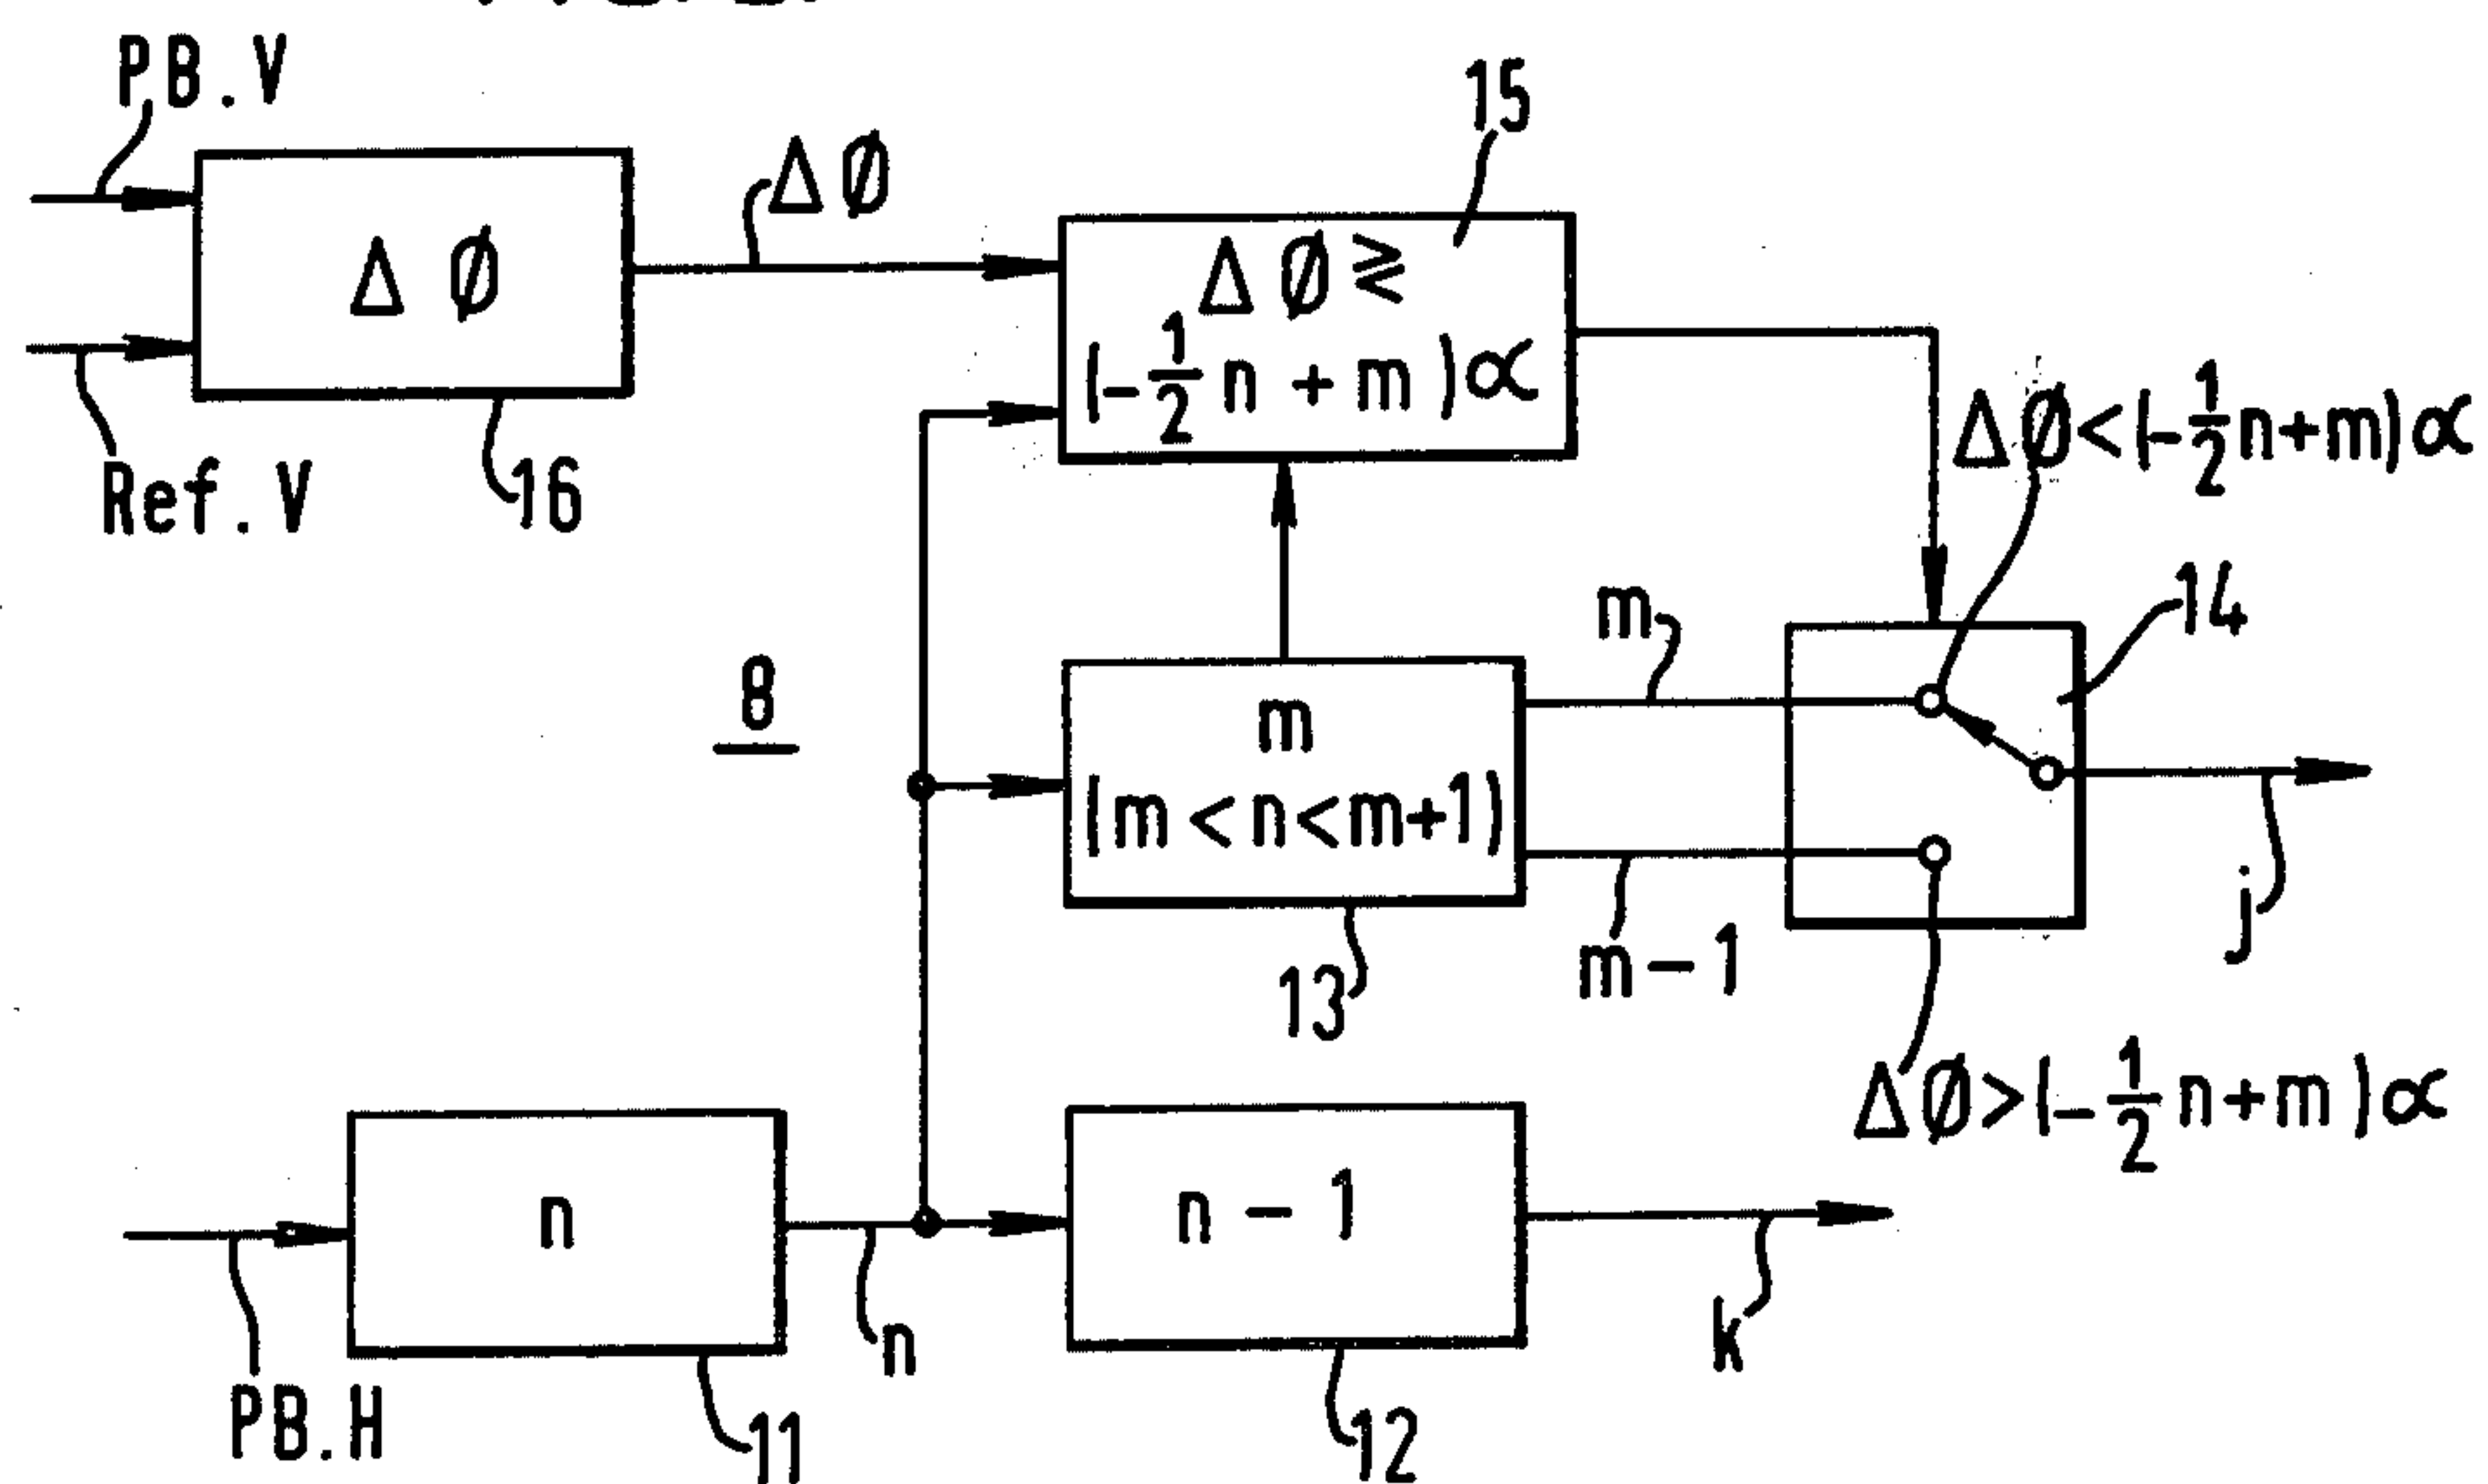 PB.V
15
ΔØ
ΔØ
ΔØ ≷
(-1/2 n + m)α
Ref.V
16
ΔØ<(-1/2n+m)α
14
m
8
m
(m<n<m+1)
j
m-1
13
ΔØ>(-1/2n+m)α
n
n-1
n
k
PB.H
11
12